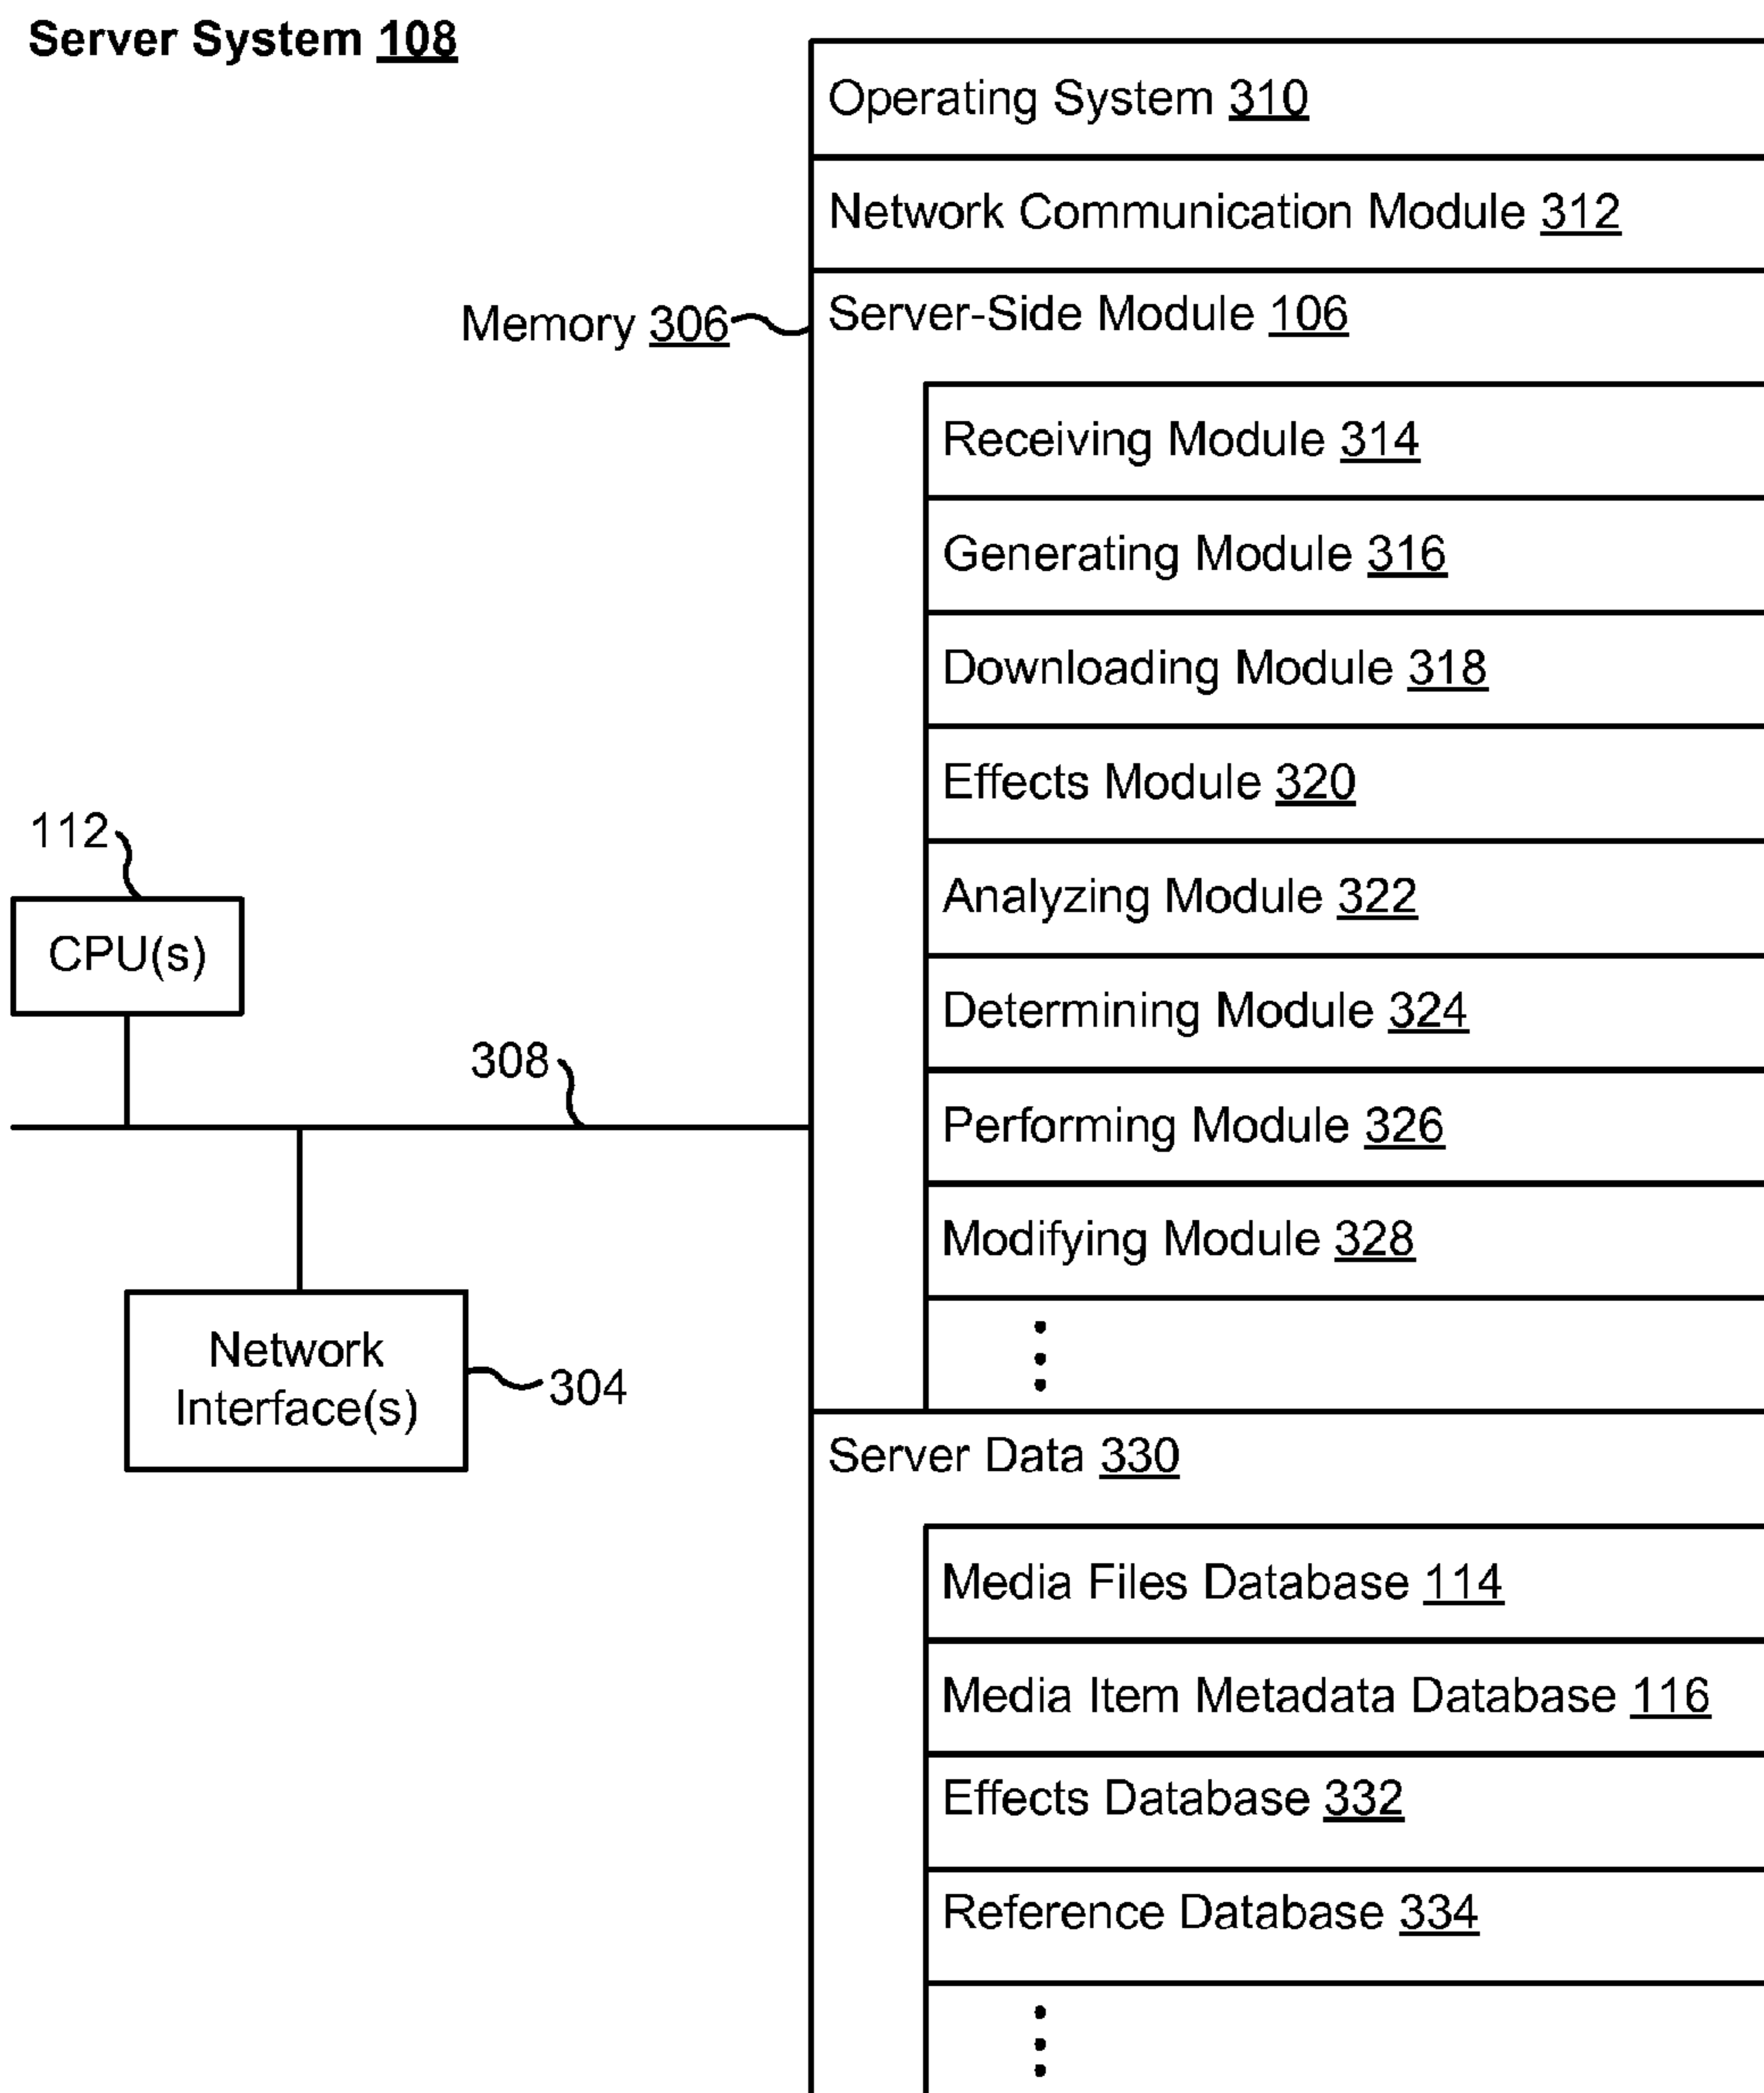 Server System 108
Operating System 310
Network Communication Module 312
Memory 306
Server-Side Module 106
Receiving Module 314
Generating Module 316
Downloading Module 318
Effects Module 320
112
Analyzing Module 322
CPU(s)
Determining Module 324
308
Performing Module 326
Modifying Module 328
Network
Interface(s)
304
Server Data 330
Media Files Database 114
Media Item Metadata Database 116
Effects Database 332
Reference Database 334